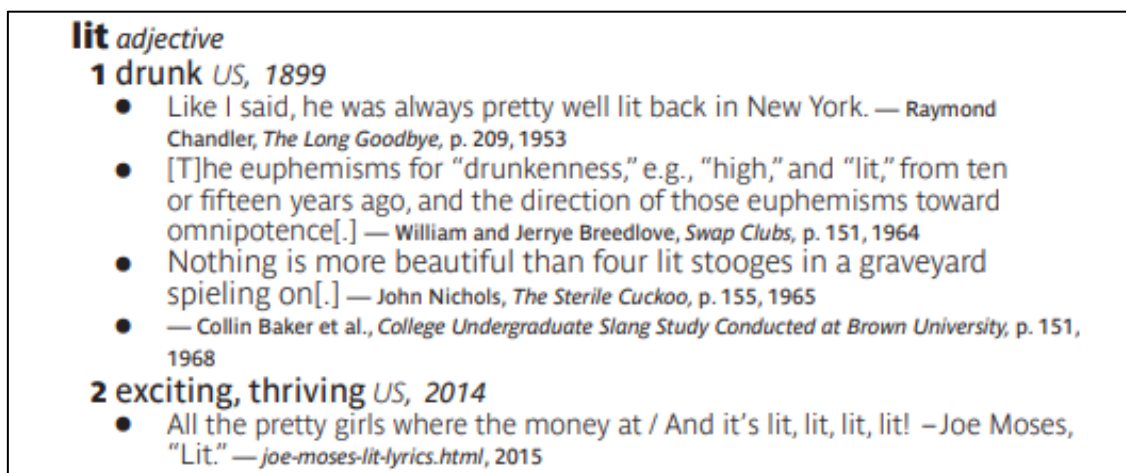 lit adjective
1 drunk US, 1899
● Like I said, he was always pretty well lit back in New York. — Raymond
Chandler, The Long Goodbye, p. 209, 1953
● [T]he euphemisms for “drunkenness,” e.g., “high,” and “lit,” from ten
or fifteen years ago, and the direction of those euphemisms toward
omnipotence[.] — William and Jerrye Breedlove, Swap Clubs, p. 151, 1964
● Nothing is more beautiful than four lit stooges in a graveyard
spieling on[.] — John Nichols, The Sterile Cuckoo, p. 155, 1965
● — Collin Baker et al., College Undergraduate Slang Study Conducted at Brown University, p. 151,
1968
2 exciting, thriving US, 2014
● All the pretty girls where the money at / And it’s lit, lit, lit, lit! –Joe Moses,
“Lit.” — joe-moses-lit-lyrics.html, 2015